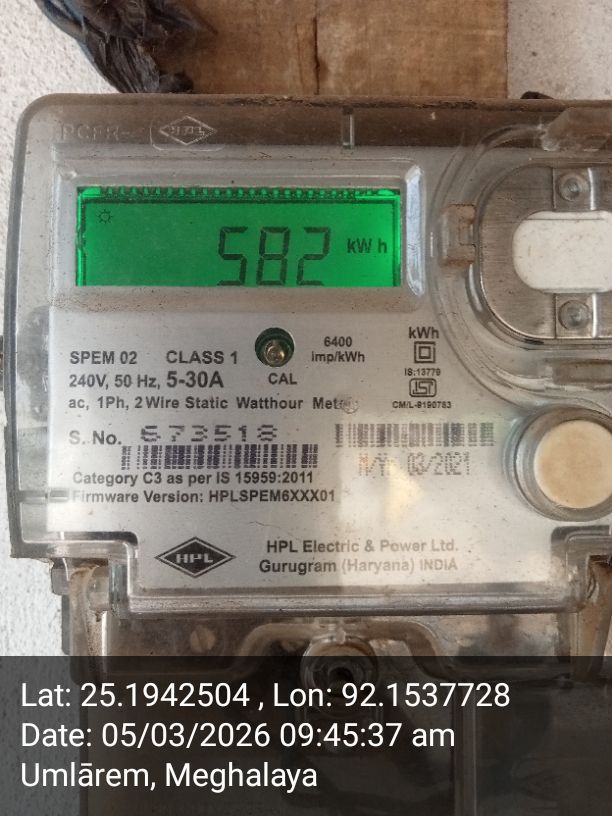 582 kWh
SPEM 02 CLASS 1
6400 imp/kWh
kWh
240V, 50 Hz, 5-30A
CAL
IS:13779
ac, 1Ph, 2 Wire Static Watthour Meter
CM/L-9190783
S. No. 673518
M/Y: 03/2021
Category C3 as per IS 15959:2011
Firmware Version: HPLSPEM6XXX01
HPL
HPL Electric & Power Ltd.
Gurugram (Haryana) INDIA
Lat: 25.1942504 , Lon: 92.1537728
Date: 05/03/2026 09:45:37 am
Umlārem, Meghalaya